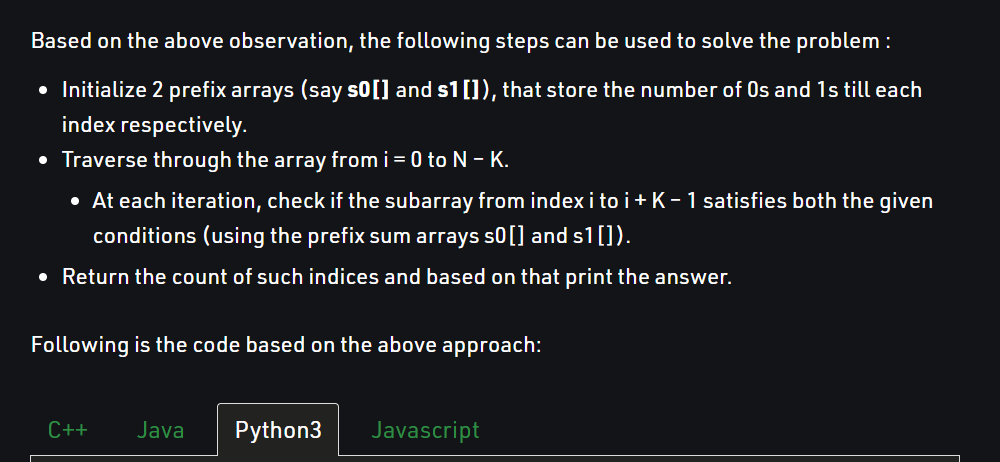 Based on the above observation, the following steps can be used to solve the problem :
• Initialize 2 prefix arrays (say s0[] and s1[]), that store the number of 0s and 1s till each
index respectively.
• Traverse through the array from i = 0 to N – K.
• At each iteration, check if the subarray from index i to i + K – 1 satisfies both the given
conditions (using the prefix sum arrays s0[] and s1[]).
• Return the count of such indices and based on that print the answer.
Following is the code based on the above approach:
C++ Java Python3 Javascript